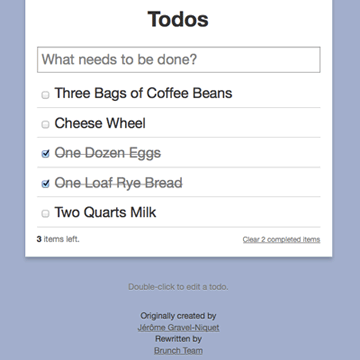 Todos
What needs to be done?
Three Bags of Coffee Beans
Cheese Wheel
One Dozen Eggs
One Loaf Rye Bread
Two Quarts Milk
3 items left.
Clear 2 completed items
Double-click to edit a todo.
Originally created by
Jérôme Gravel-Niquet
Rewritten by
Brunch Team